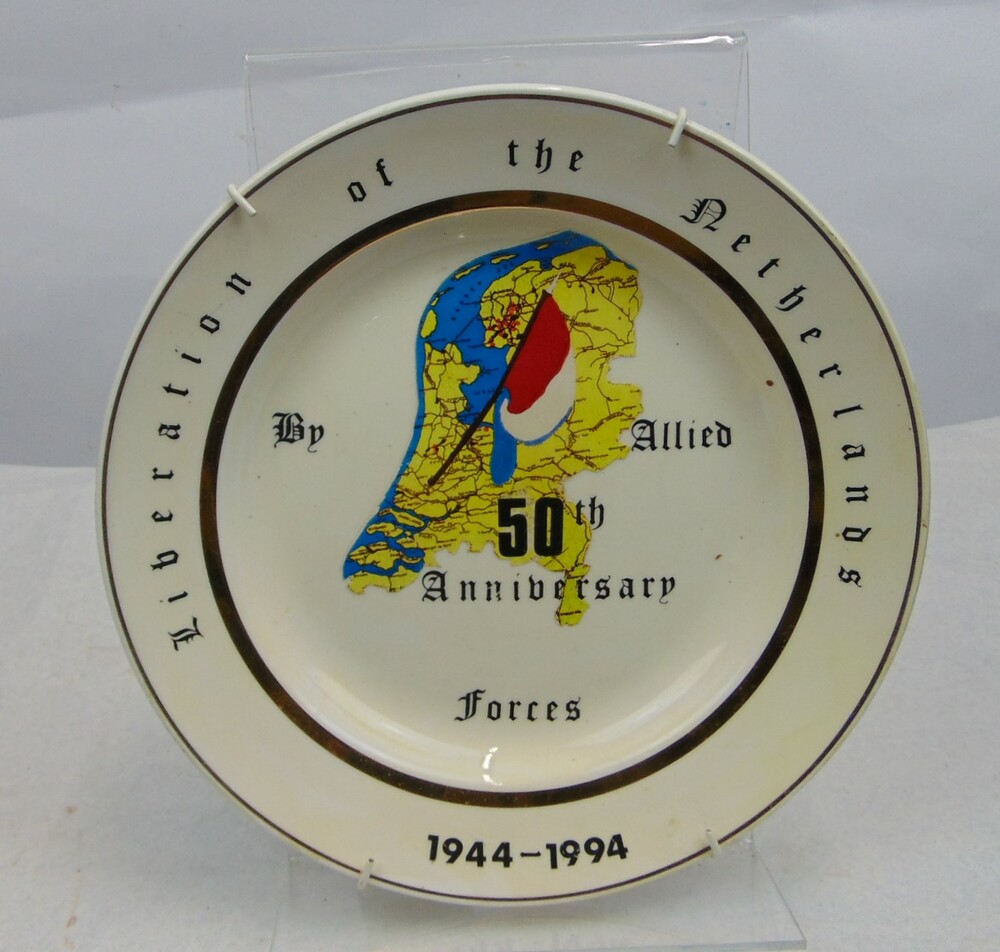 Liberation of the Netherlands
By Allied
50th
Anniversary
Forces
1944-1994